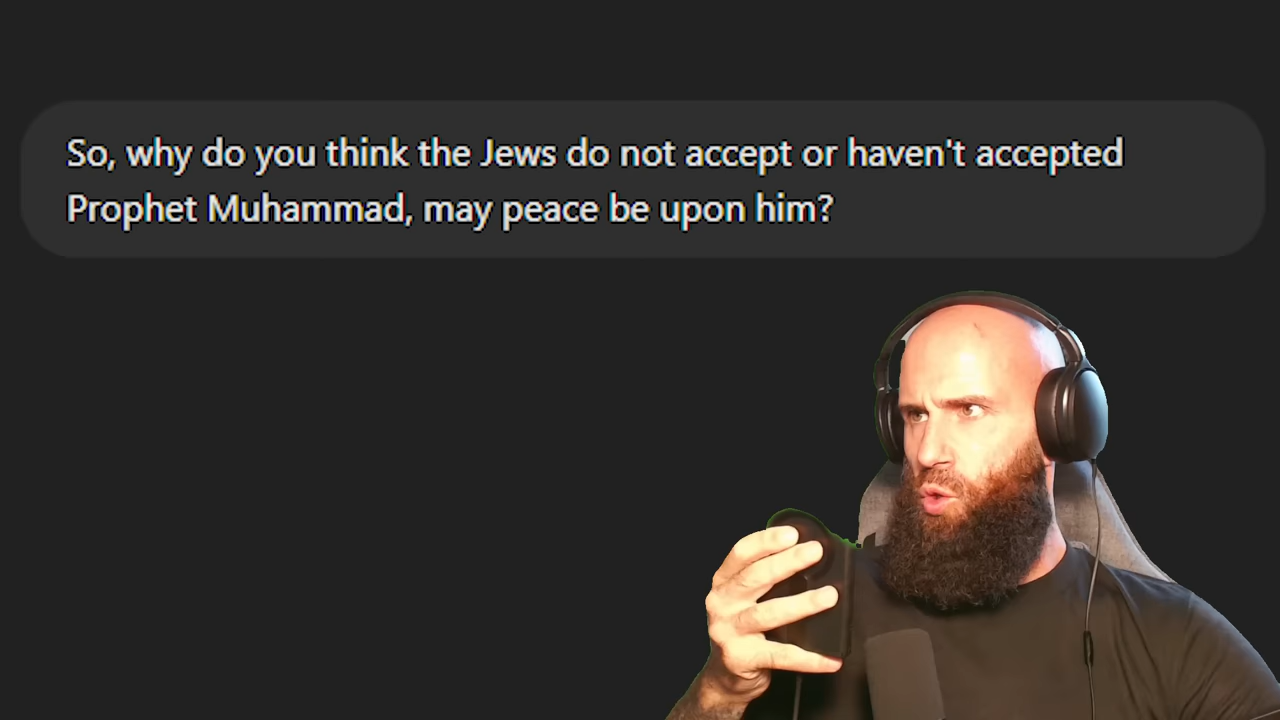 So, why do you think the Jews do not accept or haven't accepted
Prophet Muhammad, may peace be upon him?